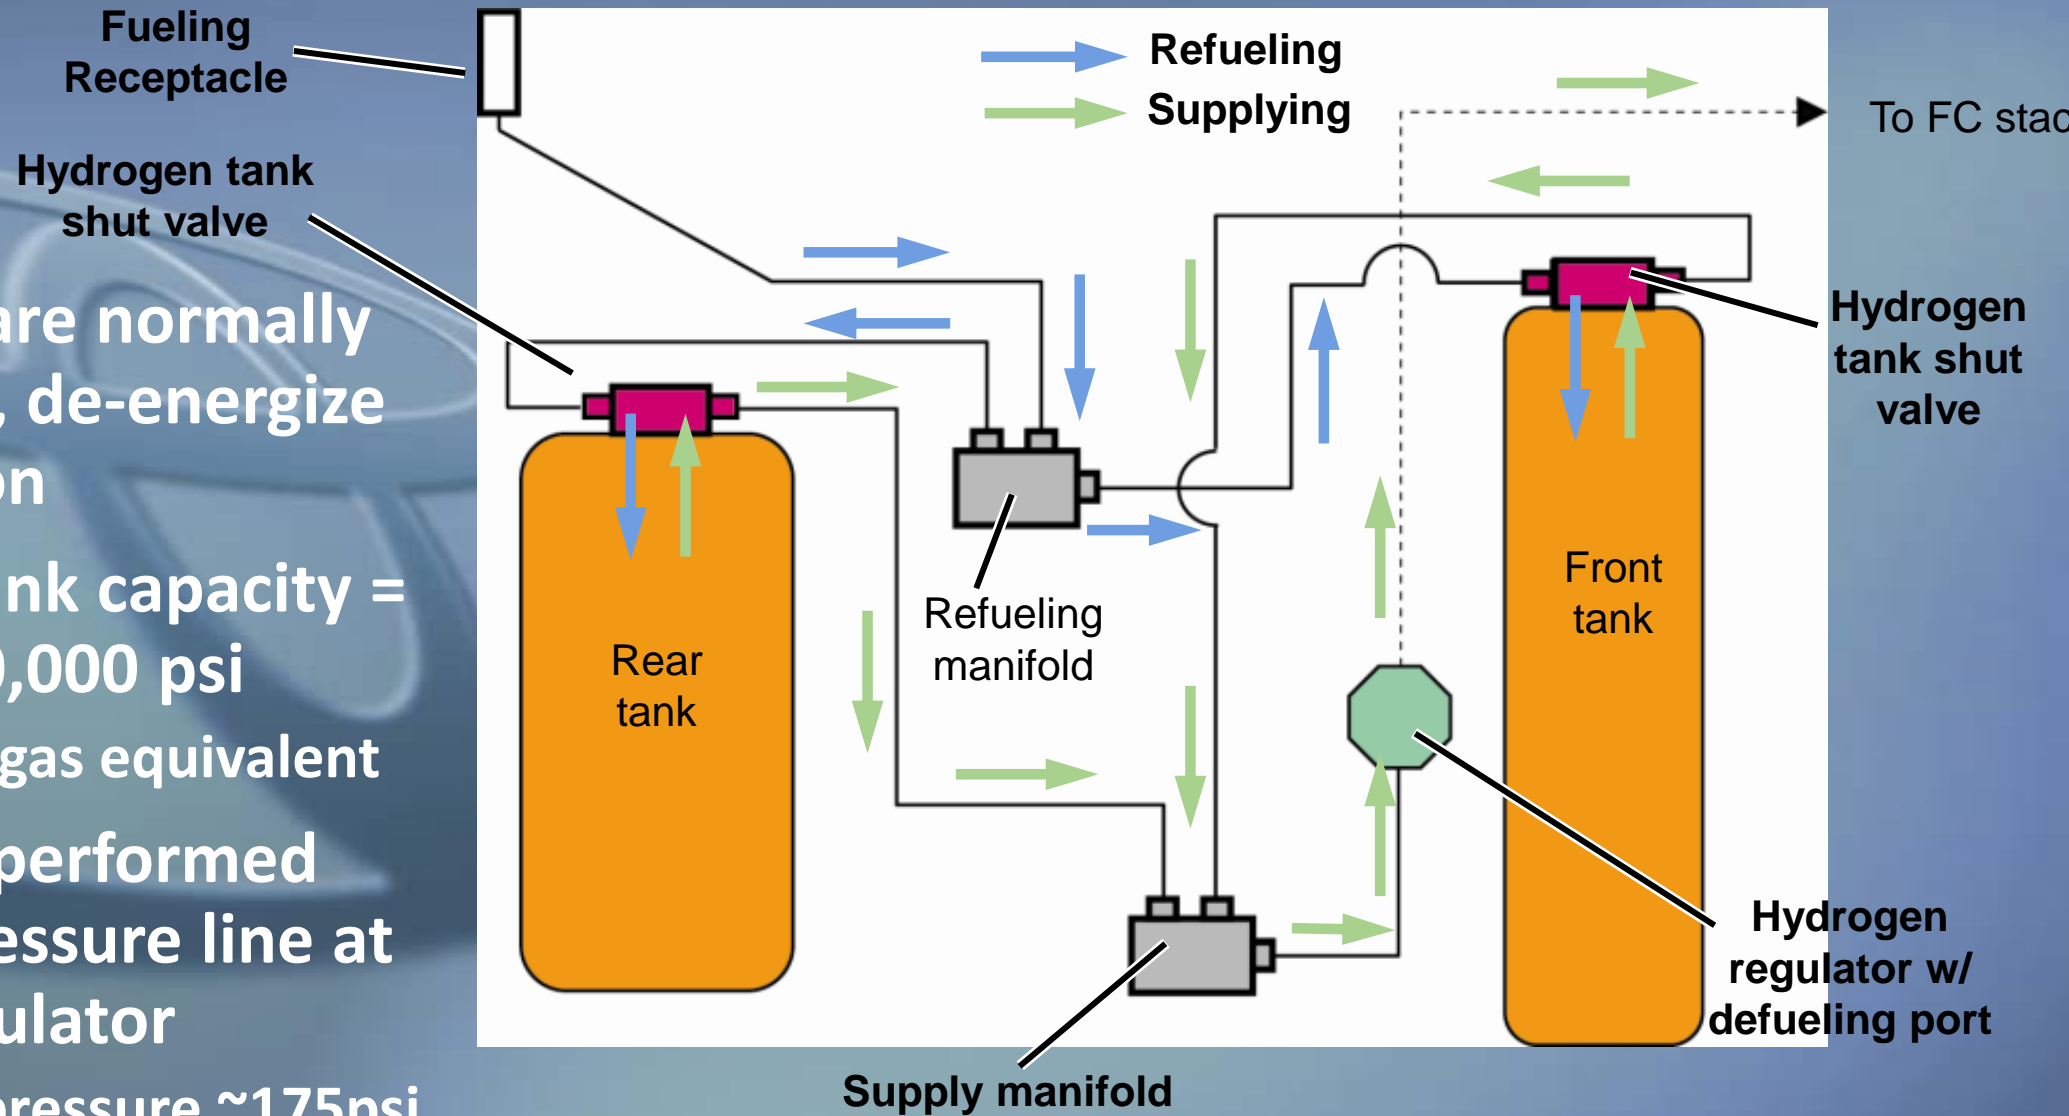 Fueling
Receptacle
Refueling
Supplying
To FC stac
Hydrogen tank
shut valve
are normally
, de-energize
on
nk capacity =
0,000 psi
gas equivalent
performed
essure line at
ulator
pressure ~175psi
Hydrogen
tank shut
valve
Refueling
manifold
Rear
tank
Front
tank
Hydrogen
regulator w/
defueling port
Supply manifold